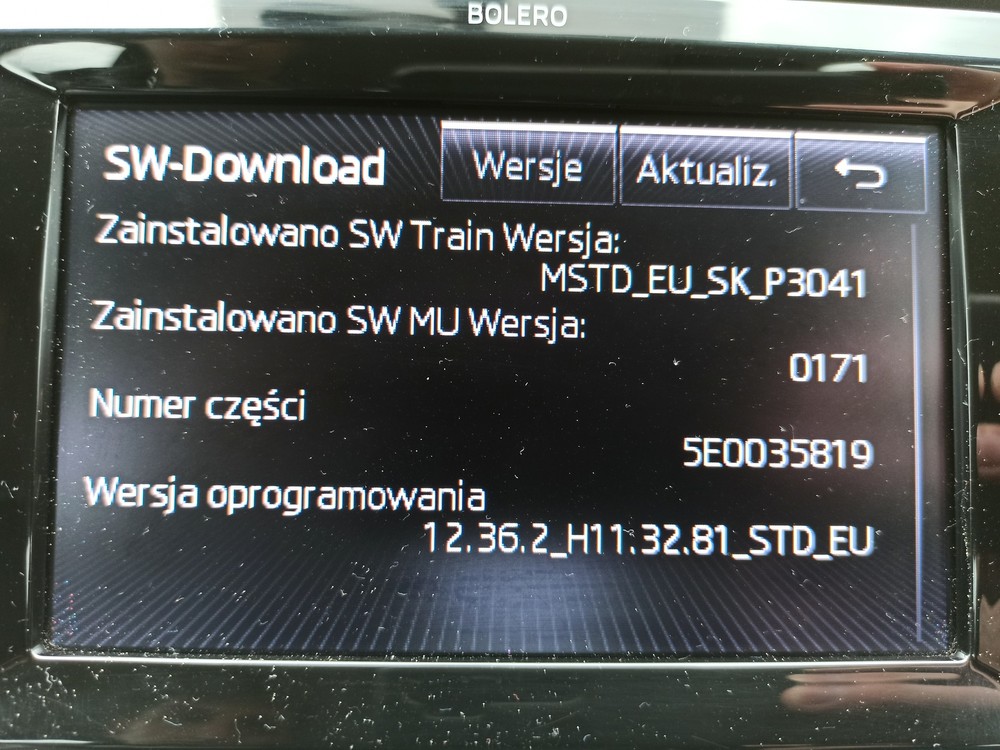 BOLERO
SW-Download
Wersje
Aktualiz.
Zainstalowano SW Train Wersja:
MSTD_EU_SK_P3041
Zainstalowano SW MU Wersja:
0171
Numer części
5E0035819
Wersja oprogramowania
12.36.2_H11.32.81_STD_EU